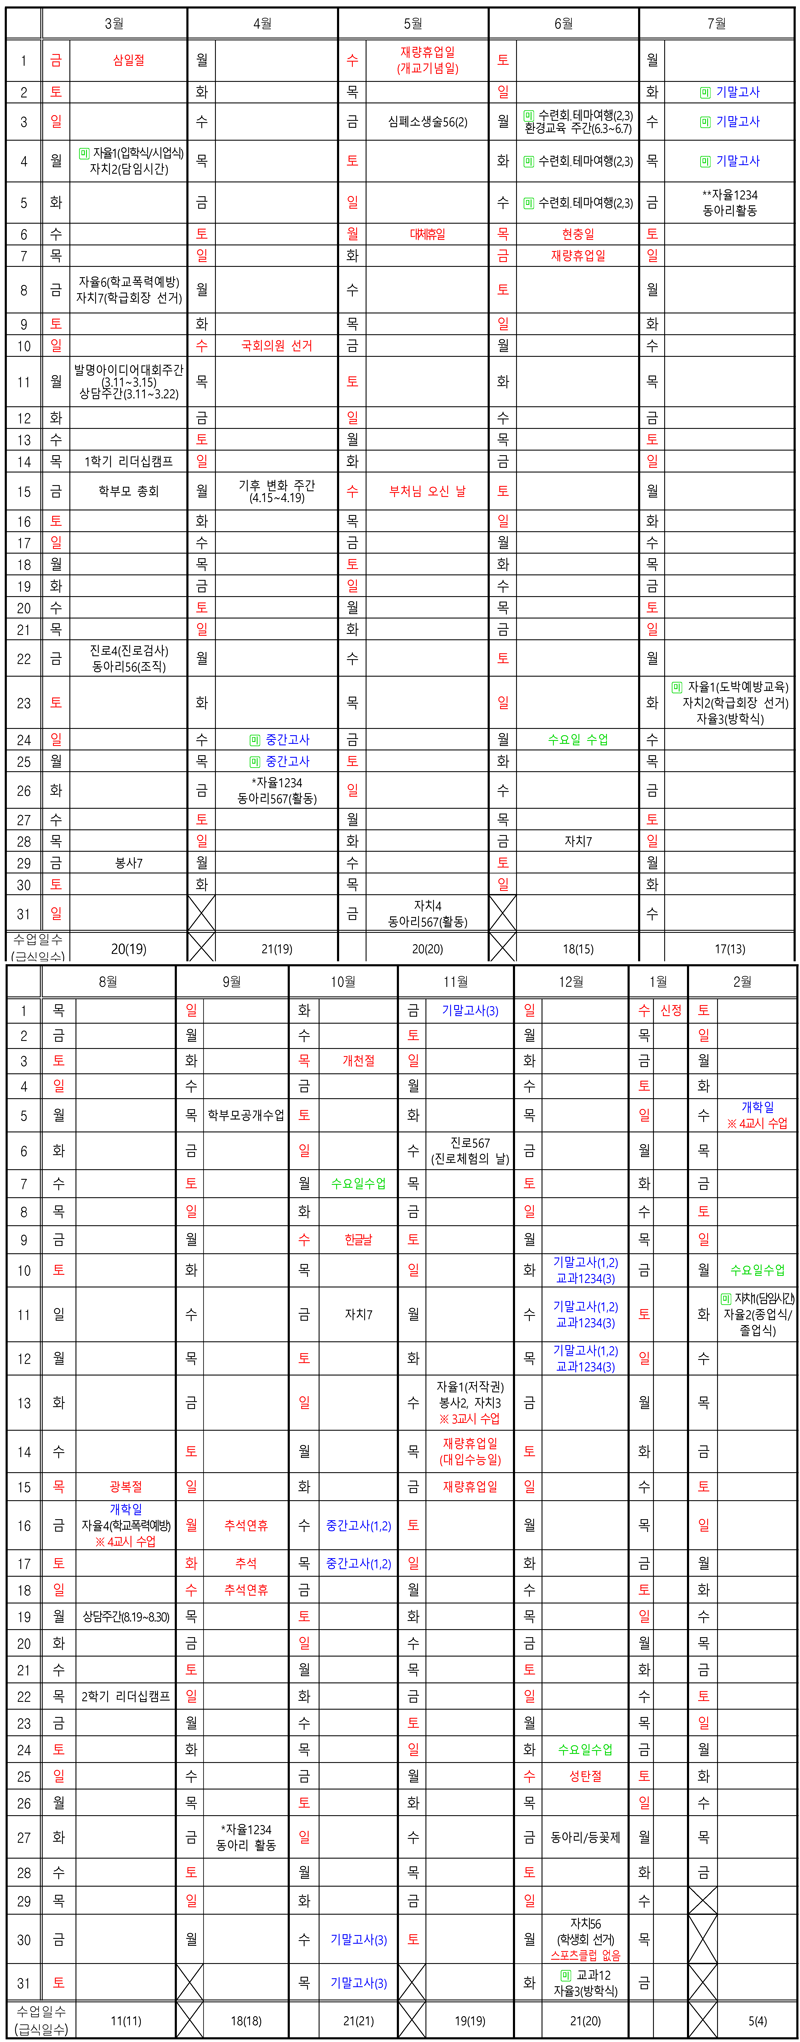 3월 4월 5월 6월 7월
1 금 삼일절 월 수 재량휴업일 토 월
(개교기념일)
2 토 화 목 일 화 미 기말고사
3 일 수 금 심폐소생술56(2) 월 미 수련회.테마여행(2,3) 수 미 기말고사
환경교육 주간(6.3~6.7)
4 월 미 자율1(입학식/시업식) 목 토 화 미 수련회.테마여행(2,3) 목 미 기말고사
자치2(담임시간)
5 화 금 일 수 미 수련회.테마여행(2,3) 금 **자율1234
동아리활동
6 수 토 월 대체휴일 목 현충일 토
7 목 일 화 금 재량휴업일 일
8 금 자율6(학교폭력예방) 월 수 토 월
자치7(학급회장 선거)
9 토 화 목 일 화
10 일 수 국회의원 선거 금 월 수
11 월 발명아이디어대회주간 목 토 화 목
(3.11~3.15)
상담주간(3.11~3.22)
12 화 금 일 수 금
13 수 토 월 목 토
14 목 1학기 리더십캠프 일 화 금 일
15 금 학부모 총회 월 기후 변화 주간 수 부처님 오신 날 토 월
(4.15~4.19)
16 토 화 목 일 화
17 일 수 금 월 수
18 월 목 토 화 목
19 화 금 일 수 금
20 수 토 월 목 토
21 목 일 화 금 일
22 금 진로4(진로검사) 월 수 토 월
동아리56(조직)
23 토 화 목 일 화 미 자율1(도박예방교육)
자치2(학급회장 선거)
자율3(방학식)
24 일 수 미 중간고사 금 월 수요일 수업 수
25 월 목 미 중간고사 토 화 목
26 화 금 *자율1234 일 수 금
동아리567(활동)
27 수 토 월 목 토
28 목 일 화 금 자치7 일
29 금 봉사7 월 수 토 월
30 토 화 목 일 화
31 일 금 자치4 수
동아리567(활동)
수업일수
(급식일수) 20(19) 21(19) 20(20) 18(15) 17(13)
8월 9월 10월 11월 12월 1월 2월
1 목 일 화 금 기말고사(3) 일 수 신정 토
2 금 월 수 토 월 목 일
3 토 화 목 개천절 일 화 금 월
4 일 수 금 월 수 토 화
5 월 목 학부모공개수업 토 화 목 일 수 개학일
※ 4교시 수업
6 화 금 일 수 진로567 금 월 목
(진로체험의 날)
7 수 토 월 수요일수업 목 토 화 금
8 목 일 화 금 일 수 토
9 금 월 수 한글날 토 월 목 일
10 토 화 목 일 화 기말고사(1,2) 금 월 수요일수업
교과1234(3)
11 일 수 금 자치7 월 수 기말고사(1,2) 토 화 미 자치1(담임시간)
교과1234(3) 자율2(종업식/
졸업식)
12 월 목 토 화 목 기말고사(1,2) 일 수
교과1234(3)
13 화 금 일 수 자율1(저작권) 금 월 목
봉사2, 자치3
※ 3교시 수업
14 수 토 월 목 재량휴업일 토 화 금
(대입수능일)
15 목 광복절 일 화 금 재량휴업일 일 수 토
16 금 개학일 월 추석연휴 수 중간고사(1,2) 토 월 목 일
자율4(학교폭력예방)
※ 4교시 수업
17 토 화 추석 목 중간고사(1,2) 일 화 금 월
18 일 수 추석연휴 금 월 수 토 화
19 월 상담주간(8.19~8.30) 목 토 화 목 일 수
20 화 금 일 수 금 월 목
21 수 토 월 목 토 화 금
22 목 2학기 리더십캠프 일 화 금 일 수 토
23 금 월 수 토 월 목 일
24 토 화 목 일 화 수요일수업 금 월
25 일 수 금 월 수 성탄절 토 화
26 월 목 토 화 목 일 수
27 화 금 *자율1234 일 수 금 동아리/등꽃제 월 목
동아리 활동
28 수 토 월 목 토 화 금
29 목 일 화 금 일 수
30 금 월 수 기말고사(3) 토 월 자치56 목
(학생회 선거)
스포츠클럽 없음
31 토 목 기말고사(3) 화 미 교과12 금
자율3(방학식)
수업일수
(급식일수) 11(11) 18(18) 21(21) 19(19) 21(20) 5(4)